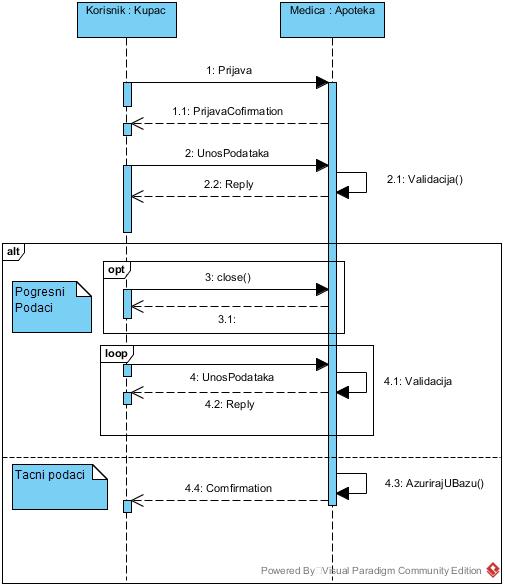 Korisnik : Kupac
Medica : Apoteka
1: Prijava
1.1: PrijavaCofirmation
2: UnosPodataka
2.1: Validacija()
2.2: Reply
alt
opt
3: close()
Pogresni
Podaci
3.1:
loop
4: UnosPodataka
4.1: Validacija
4.2: Reply
Tacni podaci
4.3: AzurirajUBazu()
4.4: Comfirmation
Powered By Visual Paradigm Community Edition